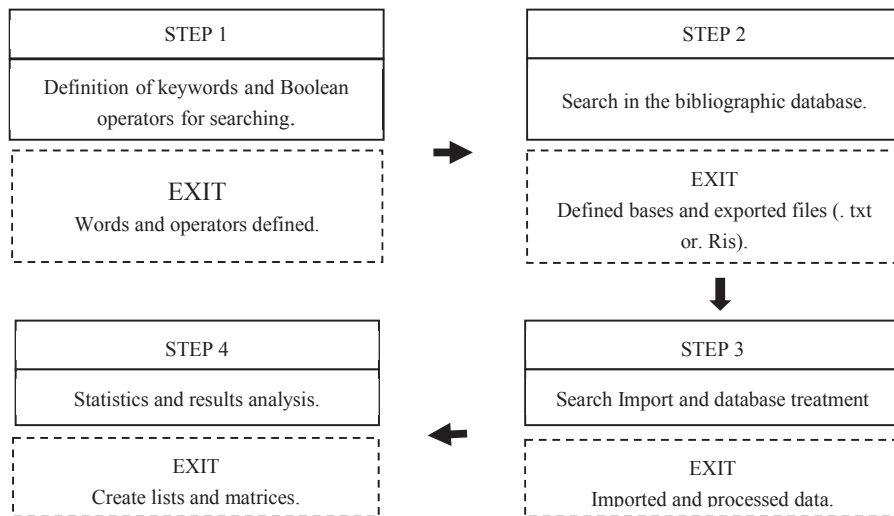 STEP 1
Definition of keywords and Boolean
operators for searching.
EXIT
Words and operators defined.
STEP 2
Search in the bibliographic database.
EXIT
Defined bases and exported files (. txt
or. Ris).
STEP 3
Search Import and database treatment
EXIT
Imported and processed data.
STEP 4
Statistics and results analysis.
EXIT
Create lists and matrices.